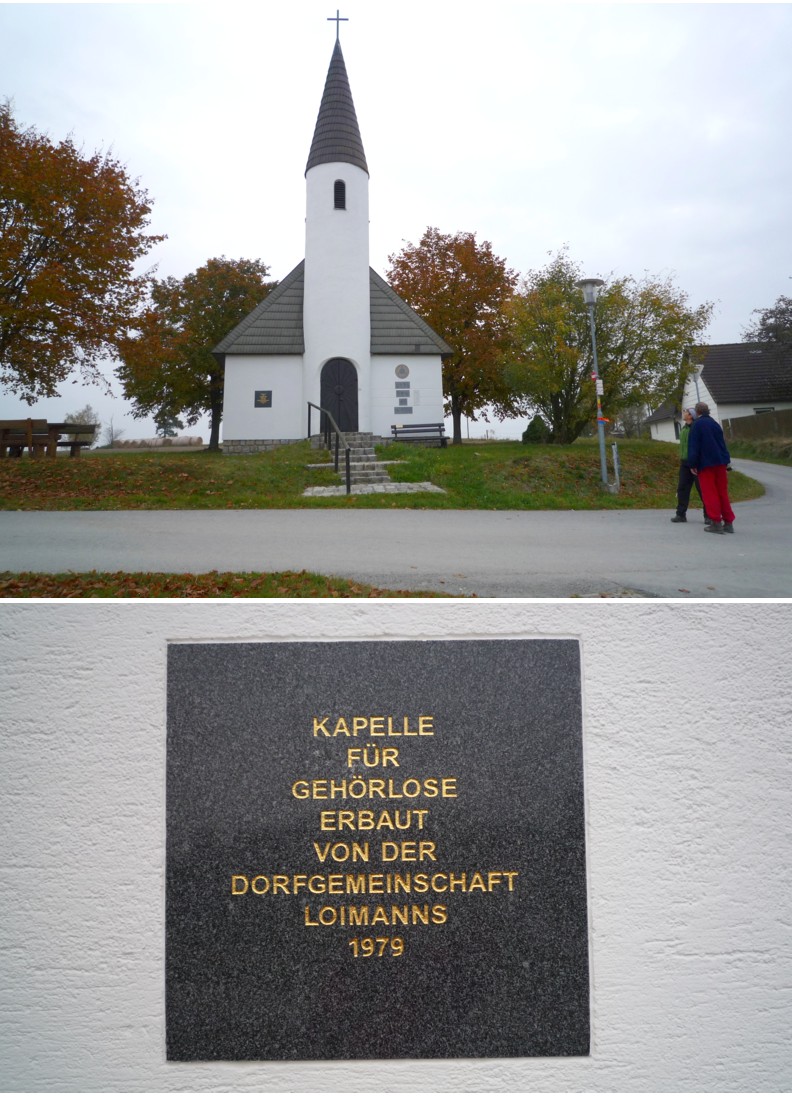 KAPELLE
FÜR
GEHÖRLOSE
ERBAUT
VON DER
DORFGEMEINSCHAFT
LOIMANNS
1979